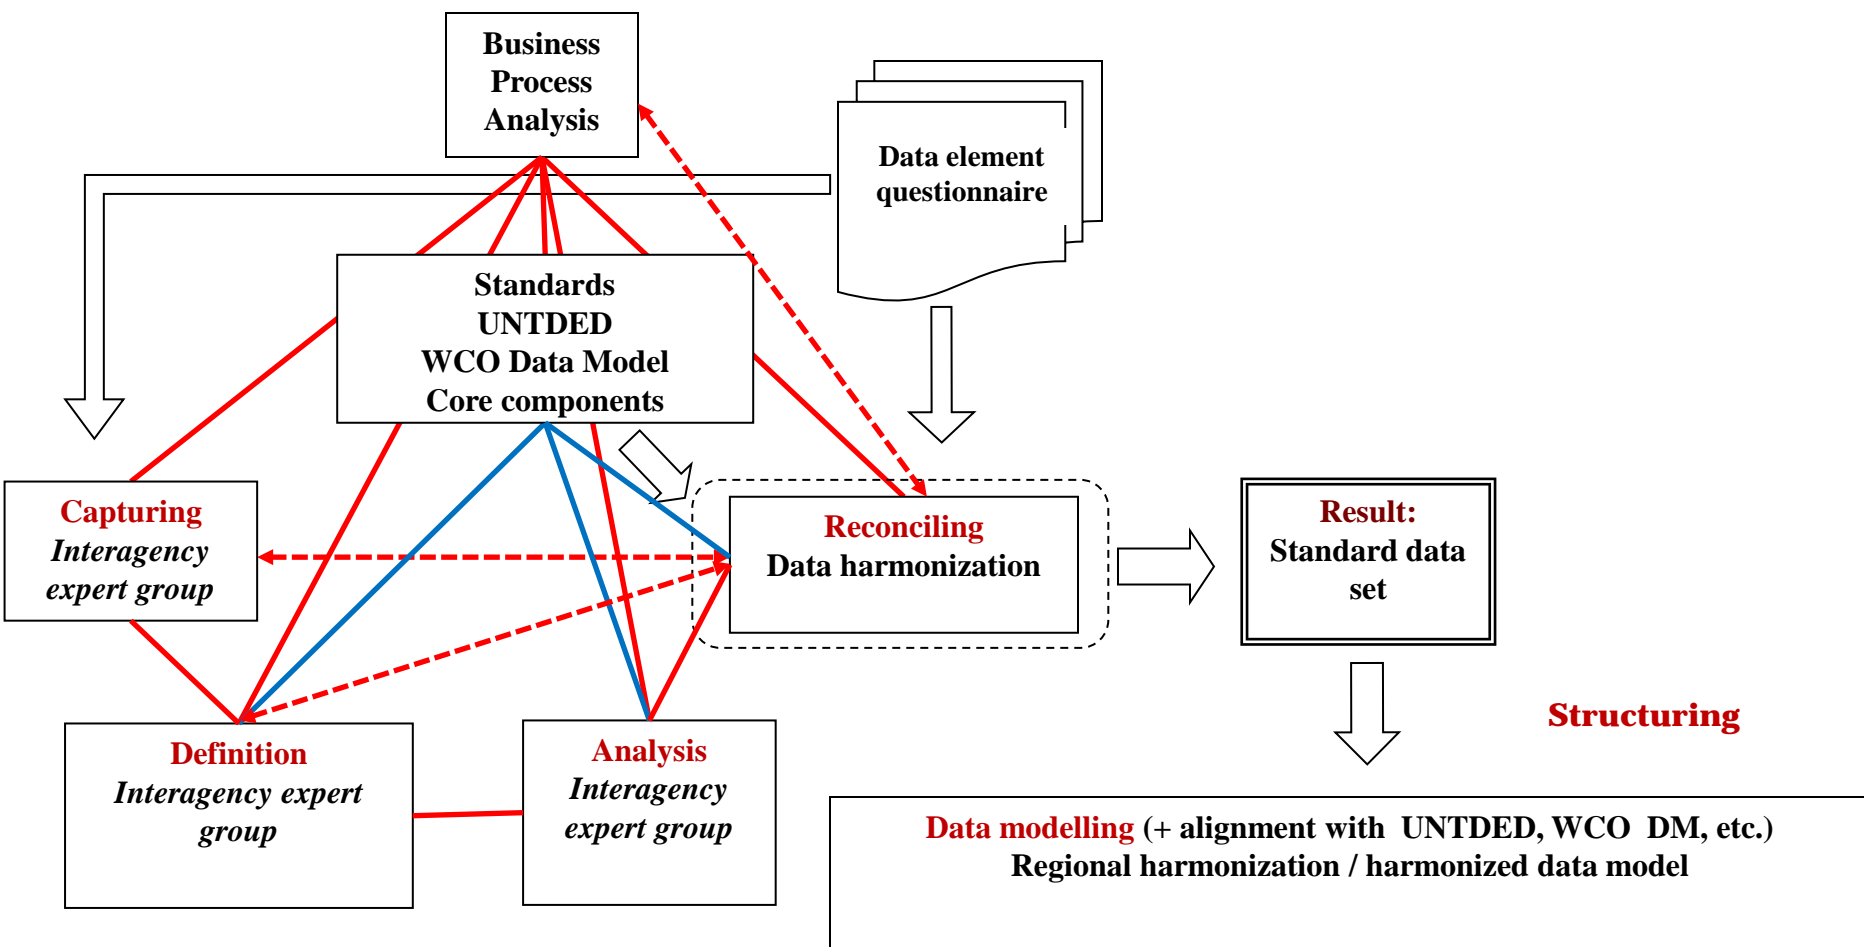 Business
Process
Analysis
Data element
questionnaire
Standards
UNTDED
WCO Data Model
Core components
Capturing
Interagency
expert group
Reconciling
Data harmonization
Result:
Standard data
set
Structuring
Definition
Interagency expert
group
Analysis
Interagency
expert group
Data modelling (+ alignment with UNTDED, WCO DM, etc.)
Regional harmonization / harmonized data model